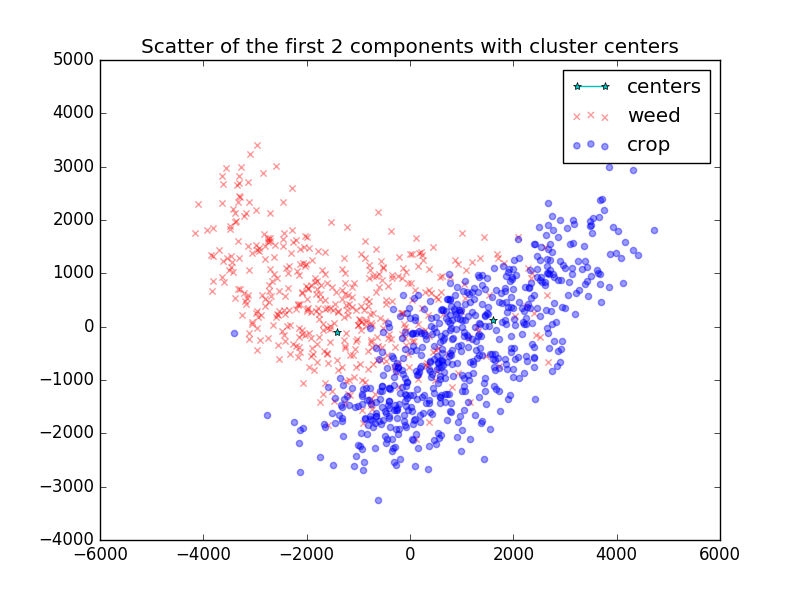 Scatter of the first 2 components with cluster centers
centers
weed
crop
5000
4000
3000
2000
1000
0
−1000
−2000
−3000
−4000
−6000 −4000 −2000 0 2000 4000 6000